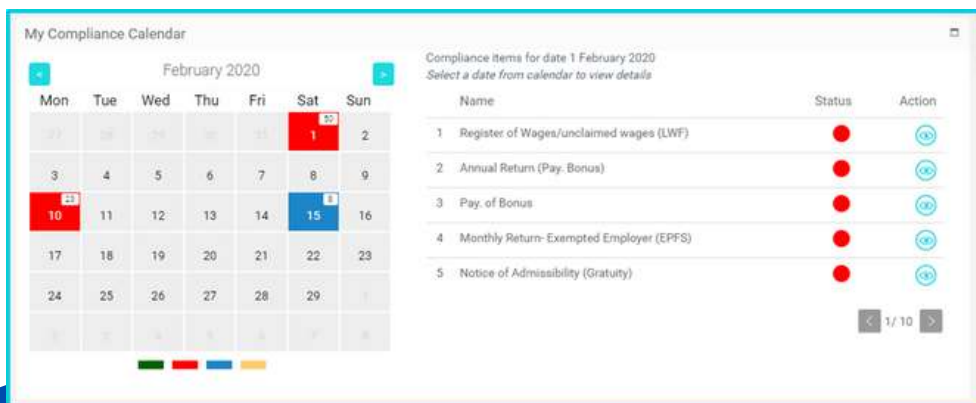 My Compliance Calendar
< February 2020 >
Mon Tue Wed Thu Fri Sat Sun
50
1 2
3 4 5 6 7 8 9
23
10 11 12 13 14 15 16
17 18 19 20 21 22 23
24 25 26 27 28 29
Compliance items for date 1 February 2020
Select a date from calendar to view details
Name Status Action
1 Register of Wages/unclaimed wages (LWF)
2 Annual Return (Pay. Bonus)
3 Pay. of Bonus
4 Monthly Return- Exempted Employer (EPFS)
5 Notice of Admissibility (Gratuity)
< 1/ 10 >